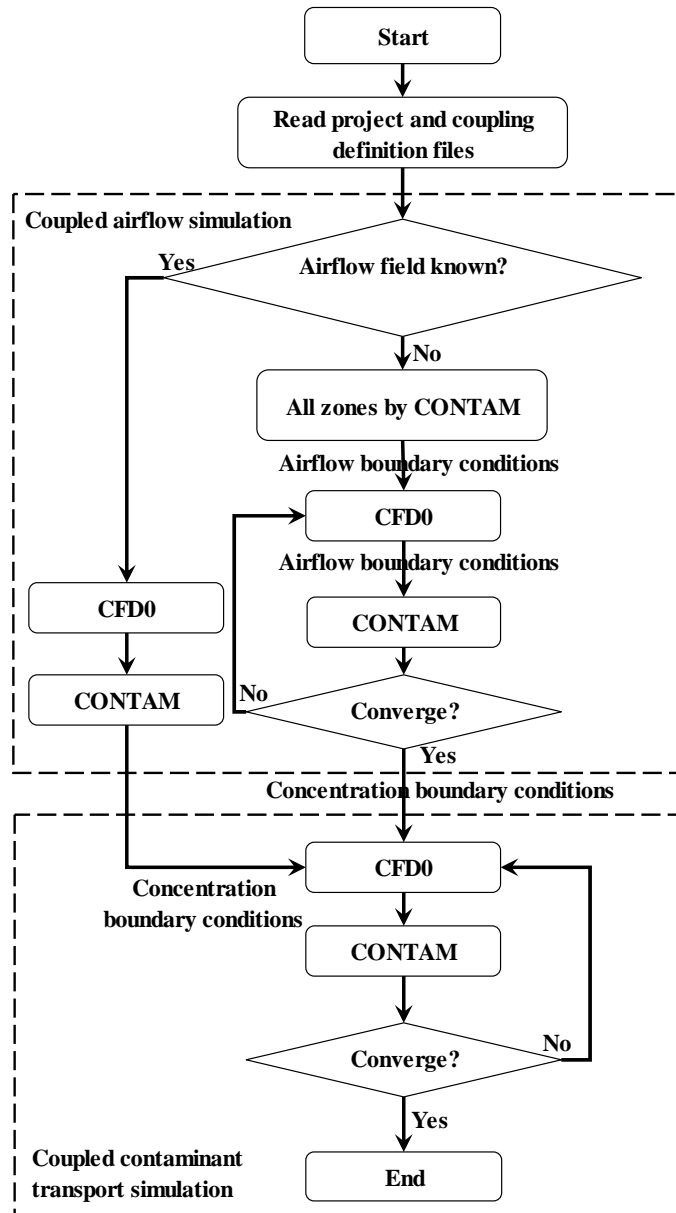 Start
Read project and coupling
definition files
Coupled airflow simulation
Yes
Airflow field known?
No
All zones by CONTAM
Airflow boundary conditions
CFD0
Airflow boundary conditions
CFD0
CONTAM
CONTAM
No
Converge?
Yes
Concentration boundary conditions
CFD0
Concentration
boundary conditions
CONTAM
Converge?
No
Yes
Coupled contaminant
transport simulation
End